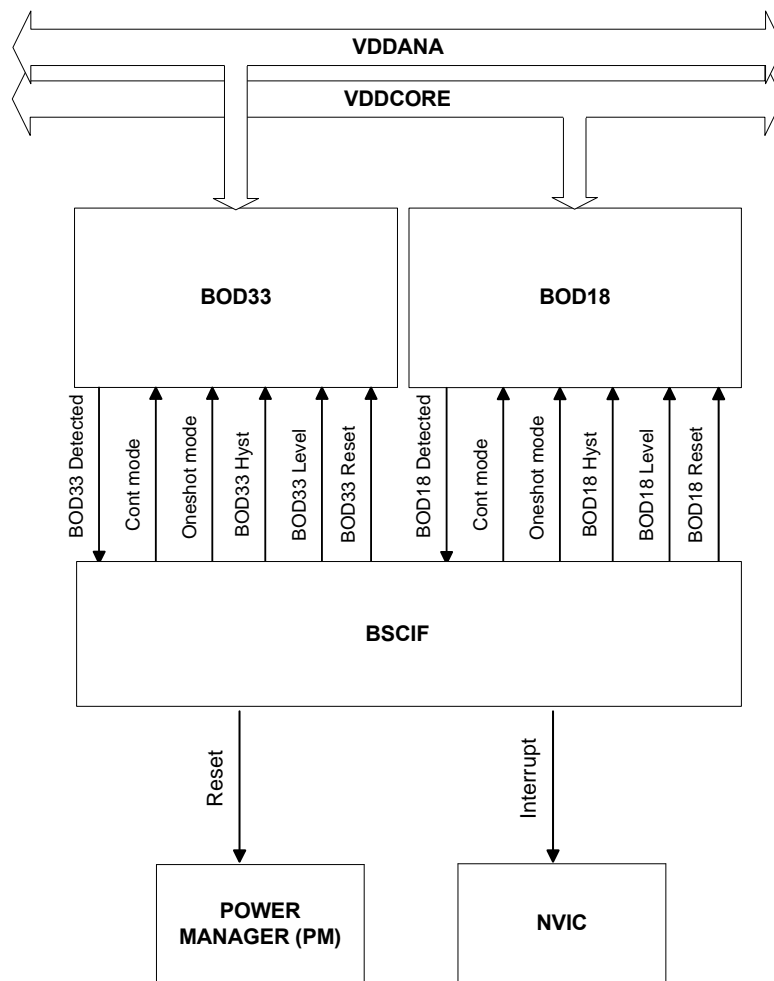 VDDANA
VDDCORE
BOD33
BOD18
BOD33 Detected
Cont mode
Oneshot mode
BOD33 Hyst
BOD33 Level
BOD33 Reset
BOD18 Detected
Cont mode
Oneshot mode
BOD18 Hyst
BOD18 Level
BOD18 Reset
BSCIF
Reset
Interrupt
POWER
MANAGER (PM)
NVIC